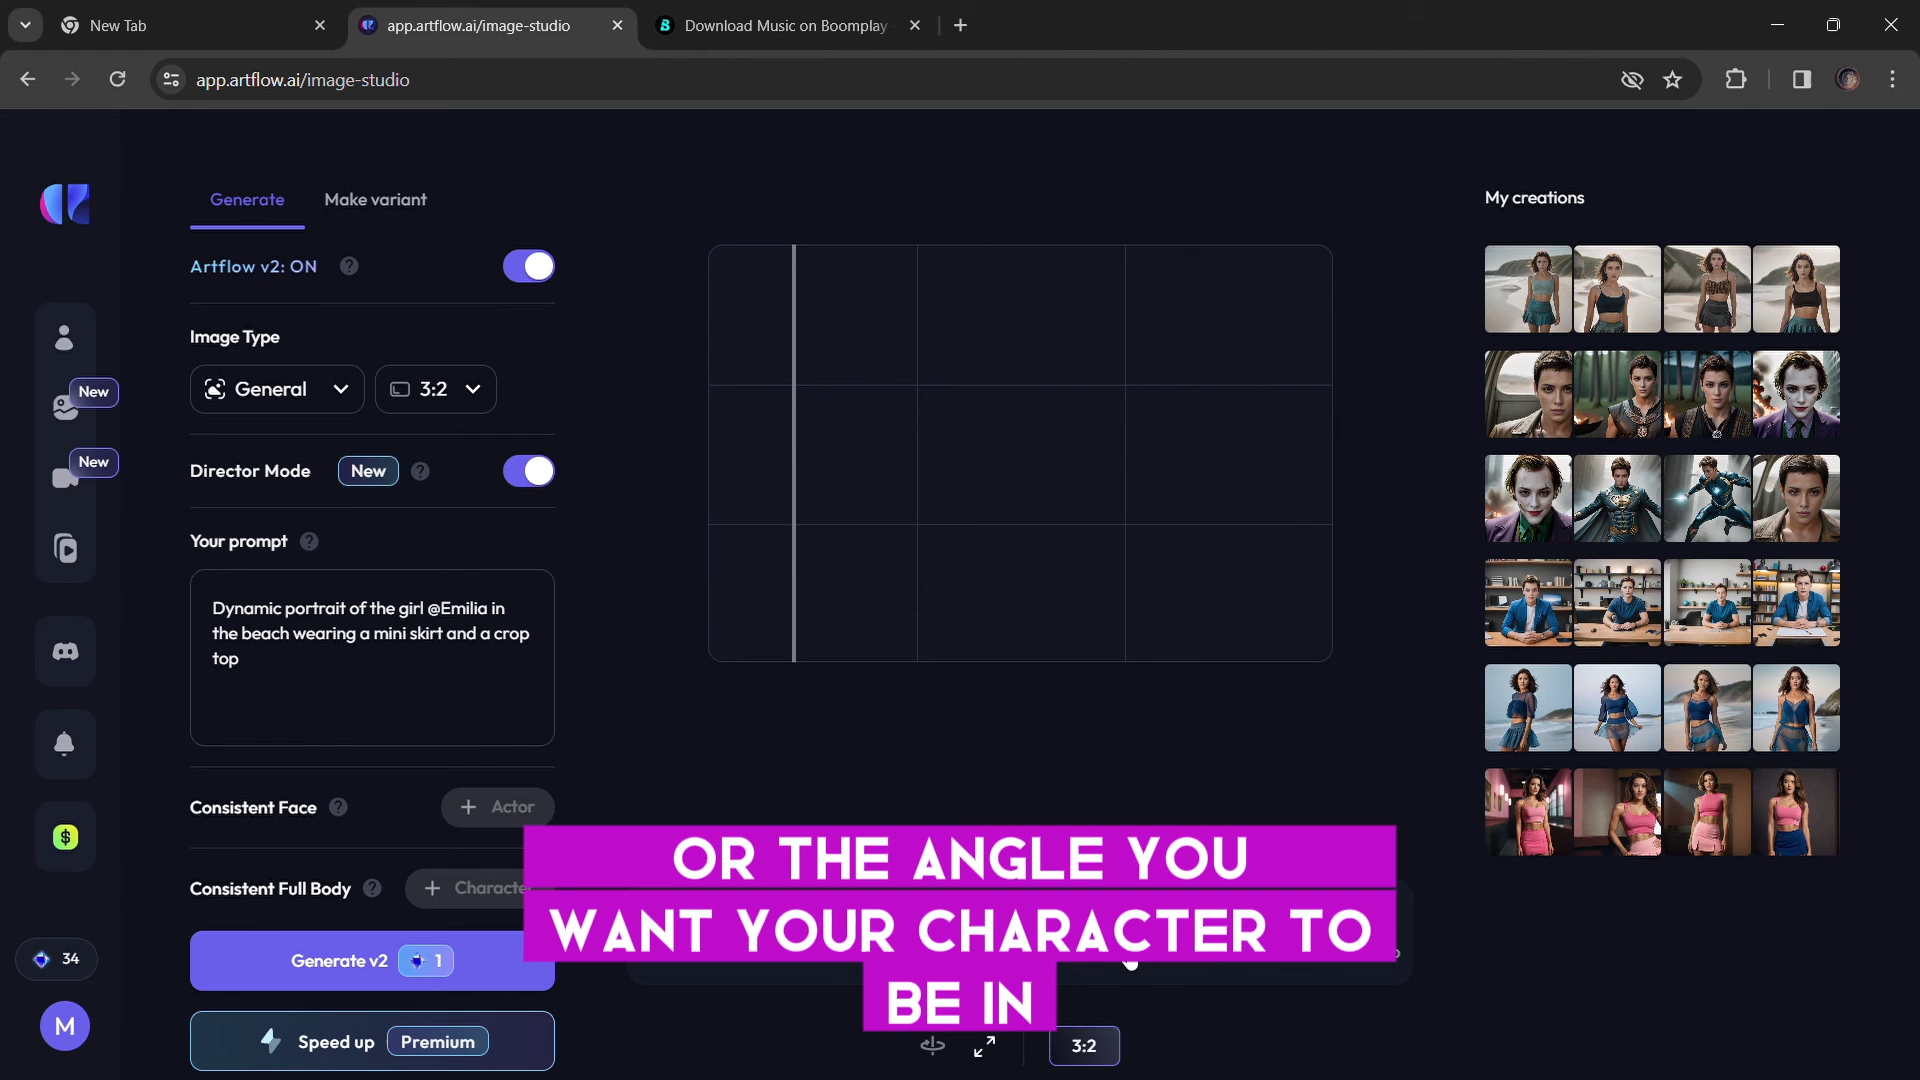 New Tab
app.artflow.ai/image-studio
Download Music on Boomplay
app.artflow.ai/image-studio
Generate
Make variant
My creations
Artflow v2: ON
Image Type
General
3:2
New
New
Director Mode
New
Your prompt
Dynamic portrait of the girl @Emilia in
the beach wearing a mini skirt and a crop
top
Consistent Face
+ Actor
Consistent Full Body
+ Character
OR THE ANGLE YOU
WANT YOUR CHARACTER TO
BE IN
34
Generate v2
1
M
Speed up
Premium
3:2